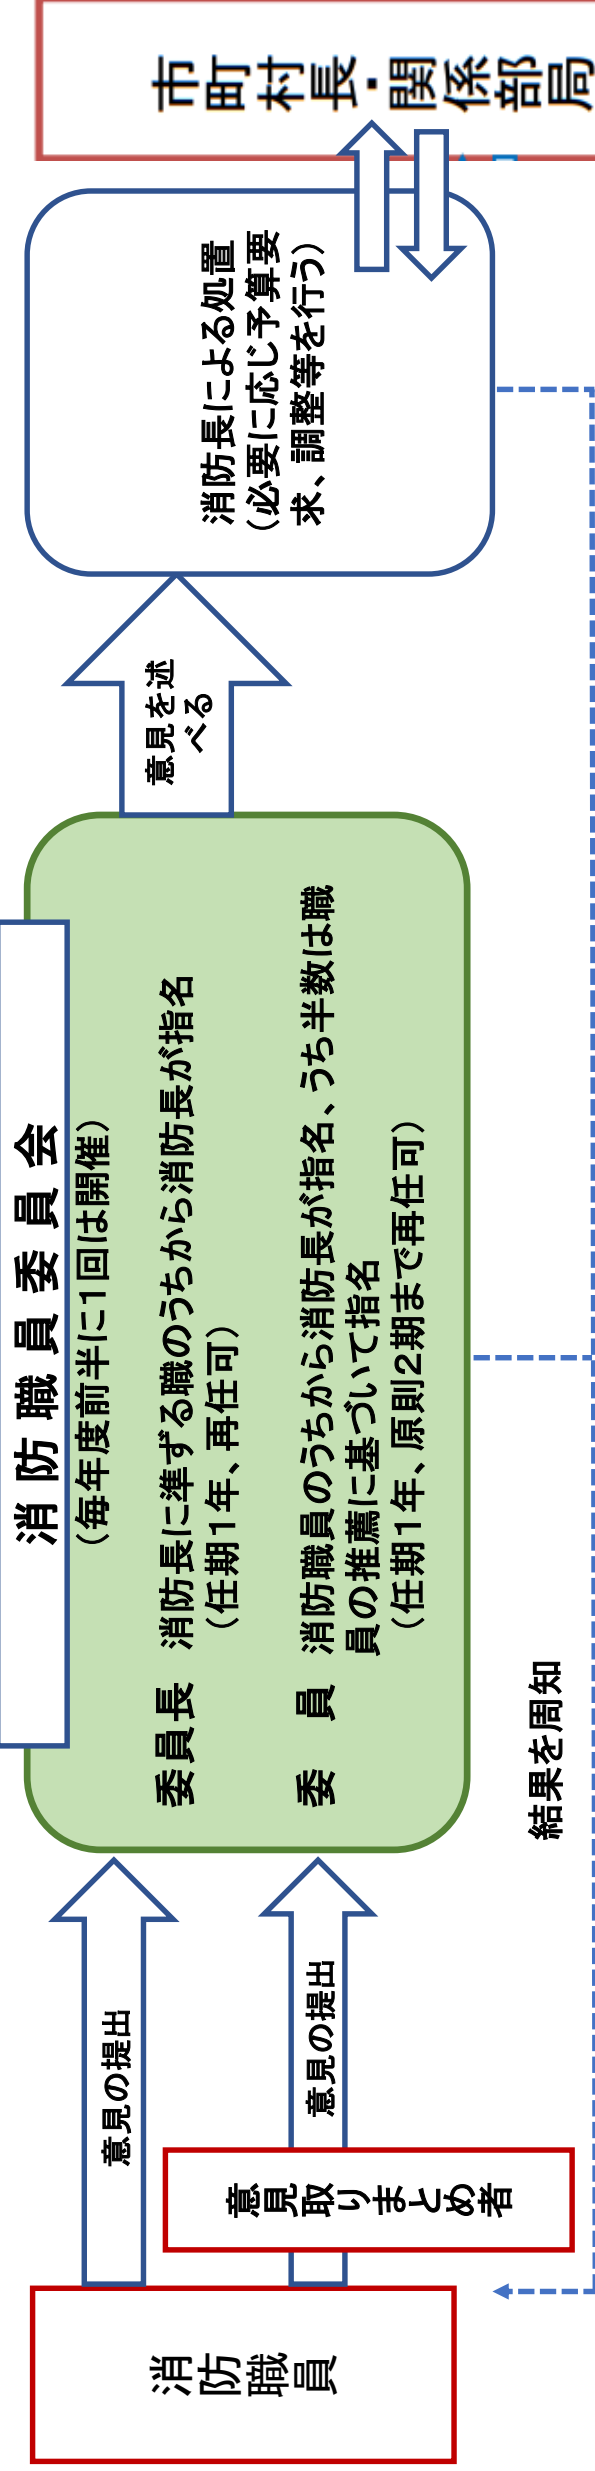 消防職員
意見取りまとめ者
意見の提出
意見の提出
消防職員委員会
（毎年度前半に１回は開催）
委員長　消防長に準ずる職のうちから消防長が指名
（任期１年、再任可）
委　員　消防職員のうちから消防長が指名、うち半数は職
員の推薦に基づいて指名
（任期１年、原則２期まで再任可）
意見を述
べる
消防長による処置
（必要に応じ予算要
求、調整等を行う）
市町村長・関係部局
結果を周知